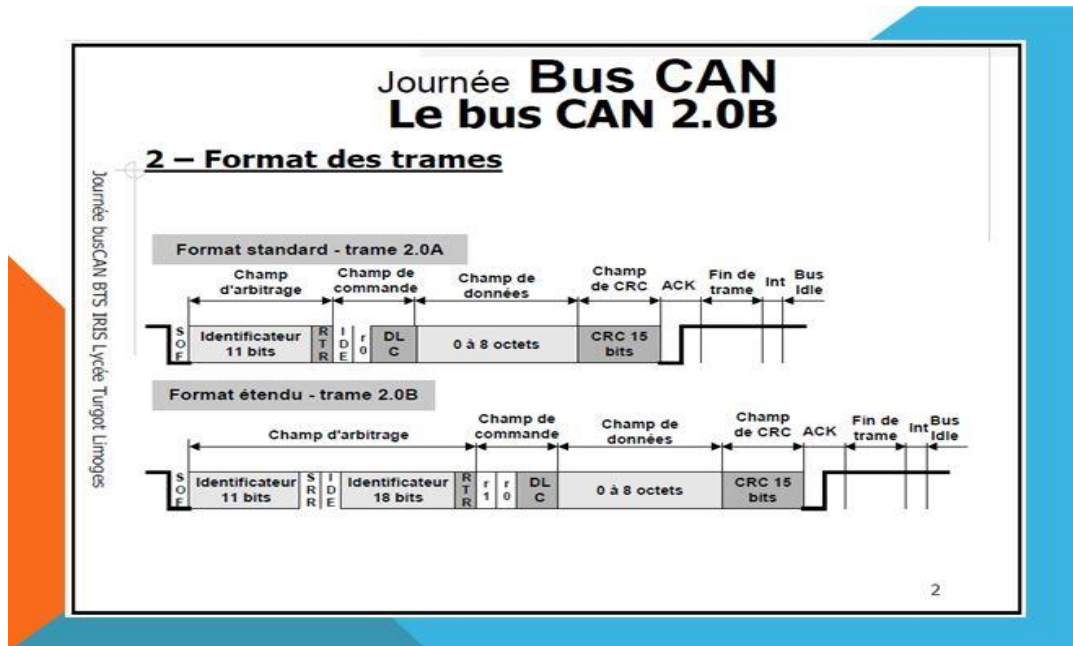 Journée Bus CAN
Le bus CAN 2.0B
2 – Format des trames
Journée busCAN BTS IRIS Lycée Turgot Limoges
Format standard - trame 2.0A
Champ d'arbitrage
Champ de commande
Champ de données
Champ de CRC
ACK
Fin de trame
Int
Bus Idle
SOF
Identificateur 11 bits
RTR
IDE
r0
DLC
0 à 8 octets
CRC 15 bits
Format étendu - trame 2.0B
Champ d'arbitrage
Champ de commande
Champ de données
Champ de CRC
ACK
Fin de trame
Int
Bus Idle
SOF
Identificateur 11 bits
SRR
IDE
Identificateur 18 bits
RTR
r1
r0
DLC
0 à 8 octets
CRC 15 bits
2